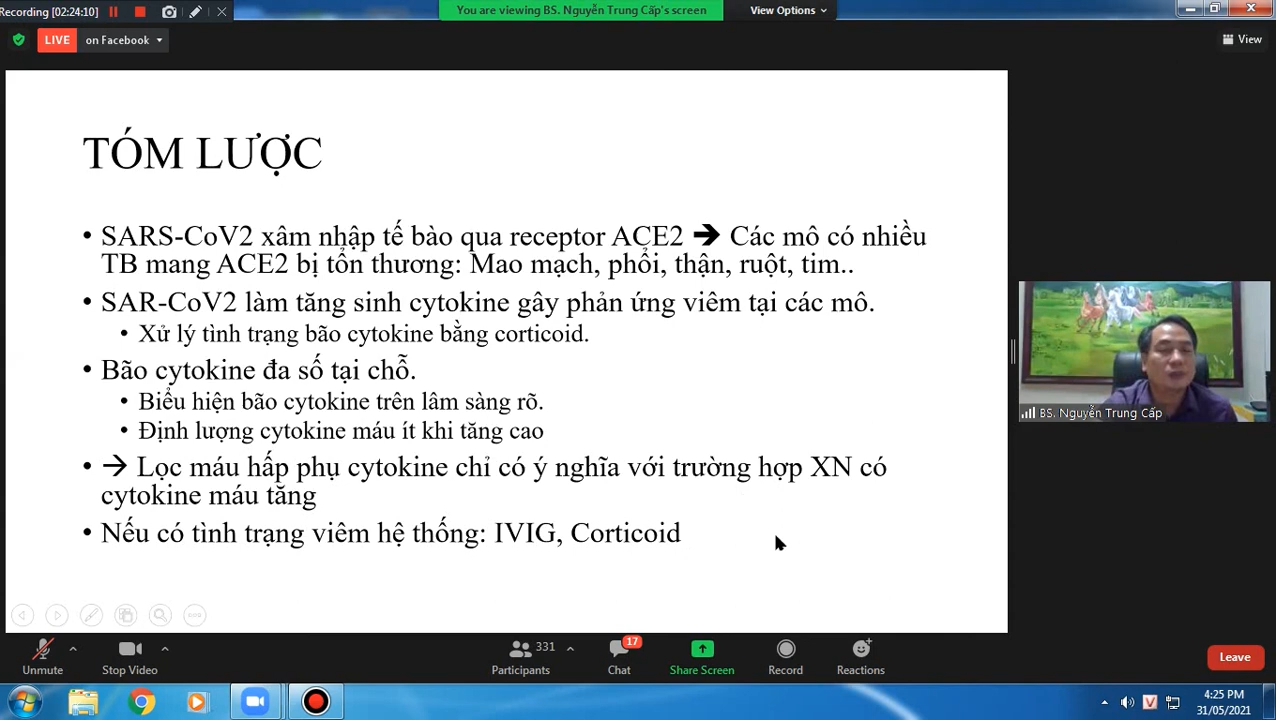 Recording [02:24:10]
You are viewing BS. Nguyễn Trung Cấp's screen
View Options
LIVE on Facebook
View
TÓM LƯỢC
• SARS-CoV2 xâm nhập tế bào qua receptor ACE2 → Các mô có nhiều
TB mang ACE2 bị tổn thương: Mao mạch, phổi, thận, ruột, tim..
• SAR-CoV2 làm tăng sinh cytokine gây phản ứng viêm tại các mô.
• Xử lý tình trạng bão cytokine bằng corticoid.
• Bão cytokine đa số tại chỗ.
• Biểu hiện bão cytokine trên lâm sàng rõ.
• Định lượng cytokine máu ít khi tăng cao
• → Lọc máu hấp phụ cytokine chỉ có ý nghĩa với trường hợp XN có
cytokine máu tăng
• Nếu có tình trạng viêm hệ thống: IVIG, Corticoid
BS. Nguyễn Trung Cấp
331
17
Unmute
Stop Video
Participants
Chat
Share Screen
Record
Reactions
Leave
V
4:25 PM
31/05/2021